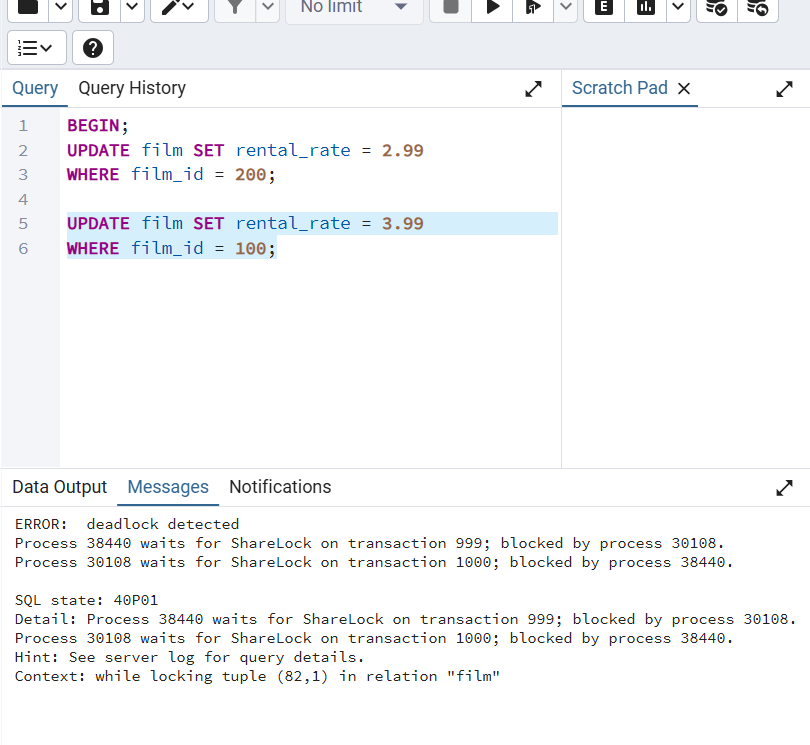 No limit
E
Query
Query History
Scratch Pad
1 BEGIN;
2 UPDATE film SET rental_rate = 2.99
3 WHERE film_id = 200;
4
5 UPDATE film SET rental_rate = 3.99
6 WHERE film_id = 100;
Data Output
Messages
Notifications
ERROR:  deadlock detected
Process 38440 waits for ShareLock on transaction 999; blocked by process 30108.
Process 30108 waits for ShareLock on transaction 1000; blocked by process 38440.
SQL state: 40P01
Detail: Process 38440 waits for ShareLock on transaction 999; blocked by process 30108.
Process 30108 waits for ShareLock on transaction 1000; blocked by process 38440.
Hint: See server log for query details.
Context: while locking tuple (82,1) in relation "film"